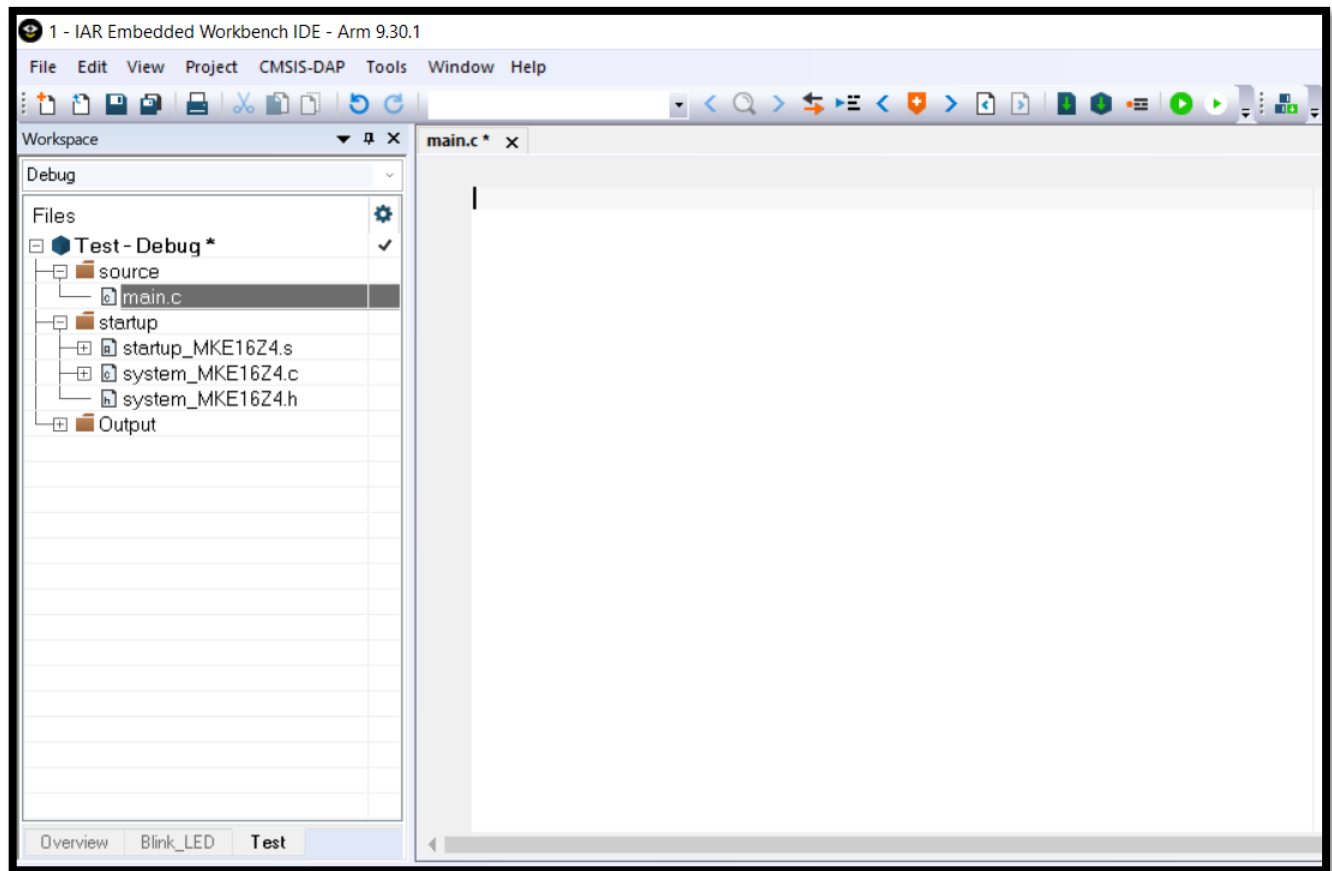 1 - IAR Embedded Workbench IDE - Arm 9.30.1
File Edit View Project CMSIS-DAP Tools Window Help
Workspace
main.c *
Debug
Files
Test - Debug *
source
main.c
startup
startup_MKE16Z4.s
system_MKE16Z4.c
system_MKE16Z4.h
Output
Overview Blink_LED Test